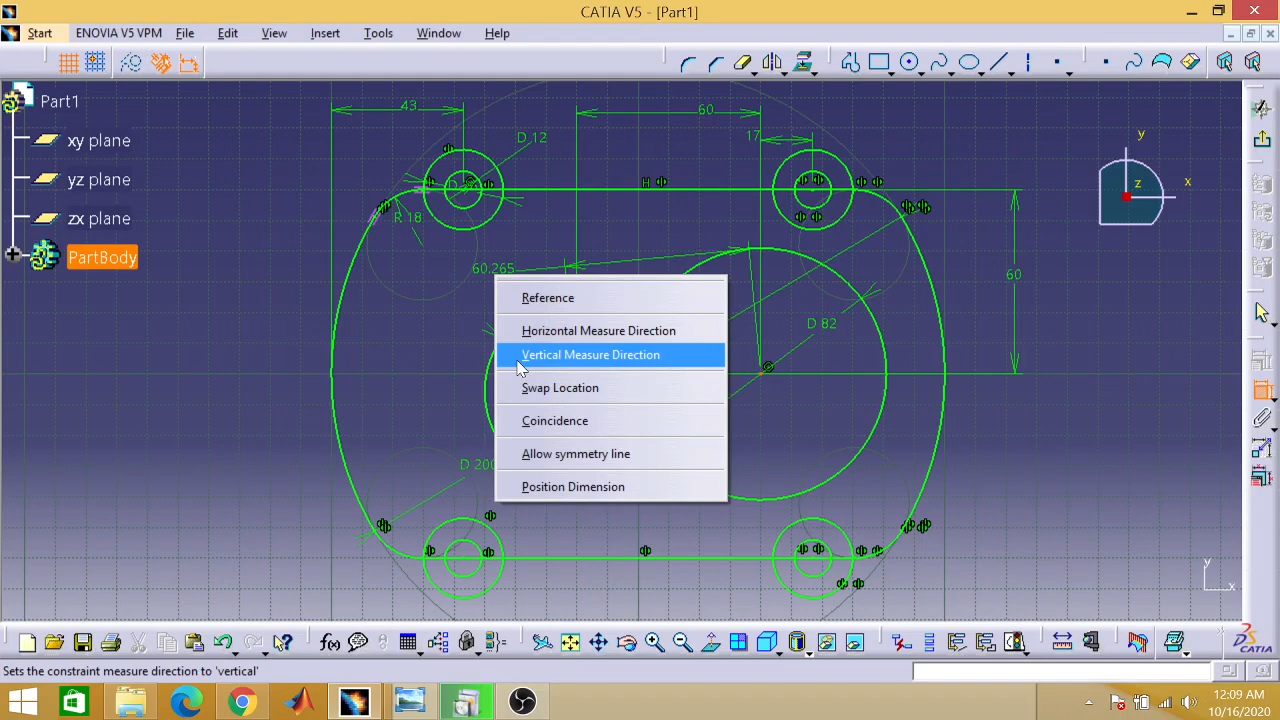 CATIA V5 - [Part1]
Start ENOVIA V5 VPM File Edit View Insert Tools Window Help
Part1
xy plane
yz plane
zx plane
PartBody
43
60
17
D 12
H
R 18
60.265
60
D 82
D 200
y
z
x
Reference
Horizontal Measure Direction
Vertical Measure Direction
Swap Location
Coincidence
Allow symmetry line
Position Dimension
y
x
f(x)
CATIA
Sets the constraint measure direction to 'vertical'
12:09 AM
10/16/2020